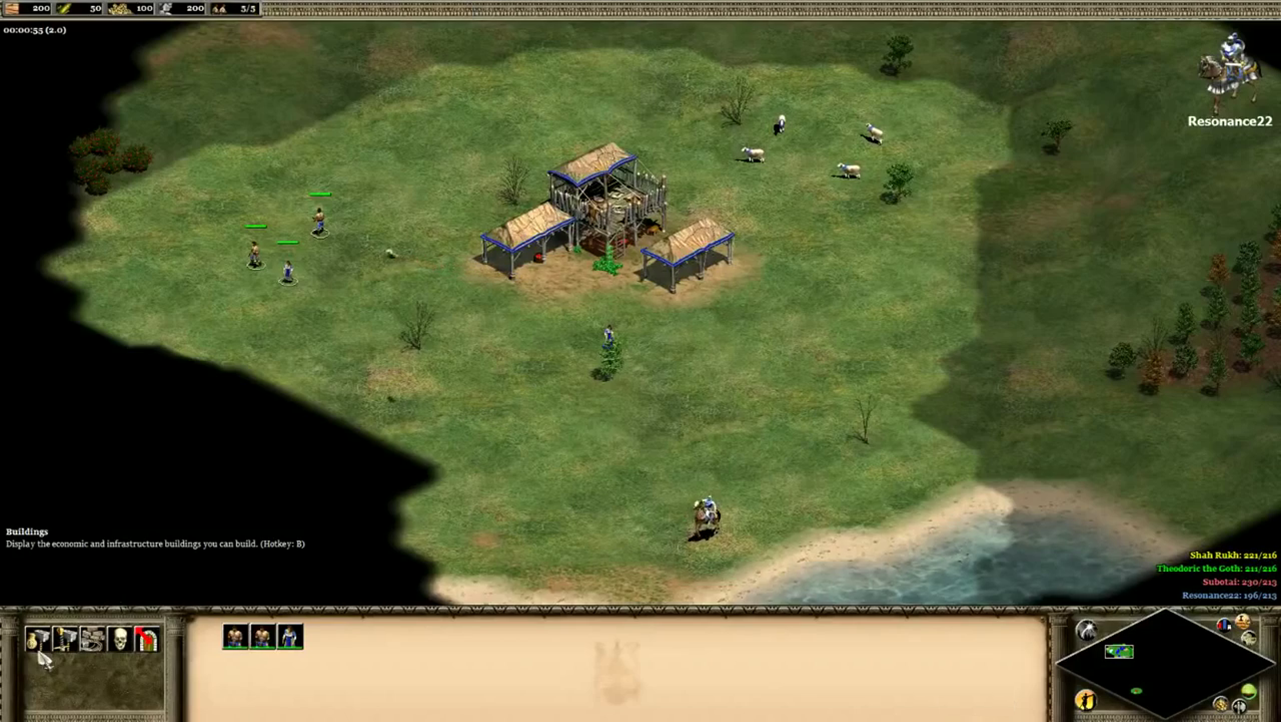 200 50 100 200 3/5
00:00:55 (2.0)
Resonance22
Buildings
Display the economic and infrastructure buildings you can build. (Hotkey: B)
Shah Rukh: 221/216
Theodoric the Goth: 211/216
Subotai: 230/213
Resonance22: 196/213